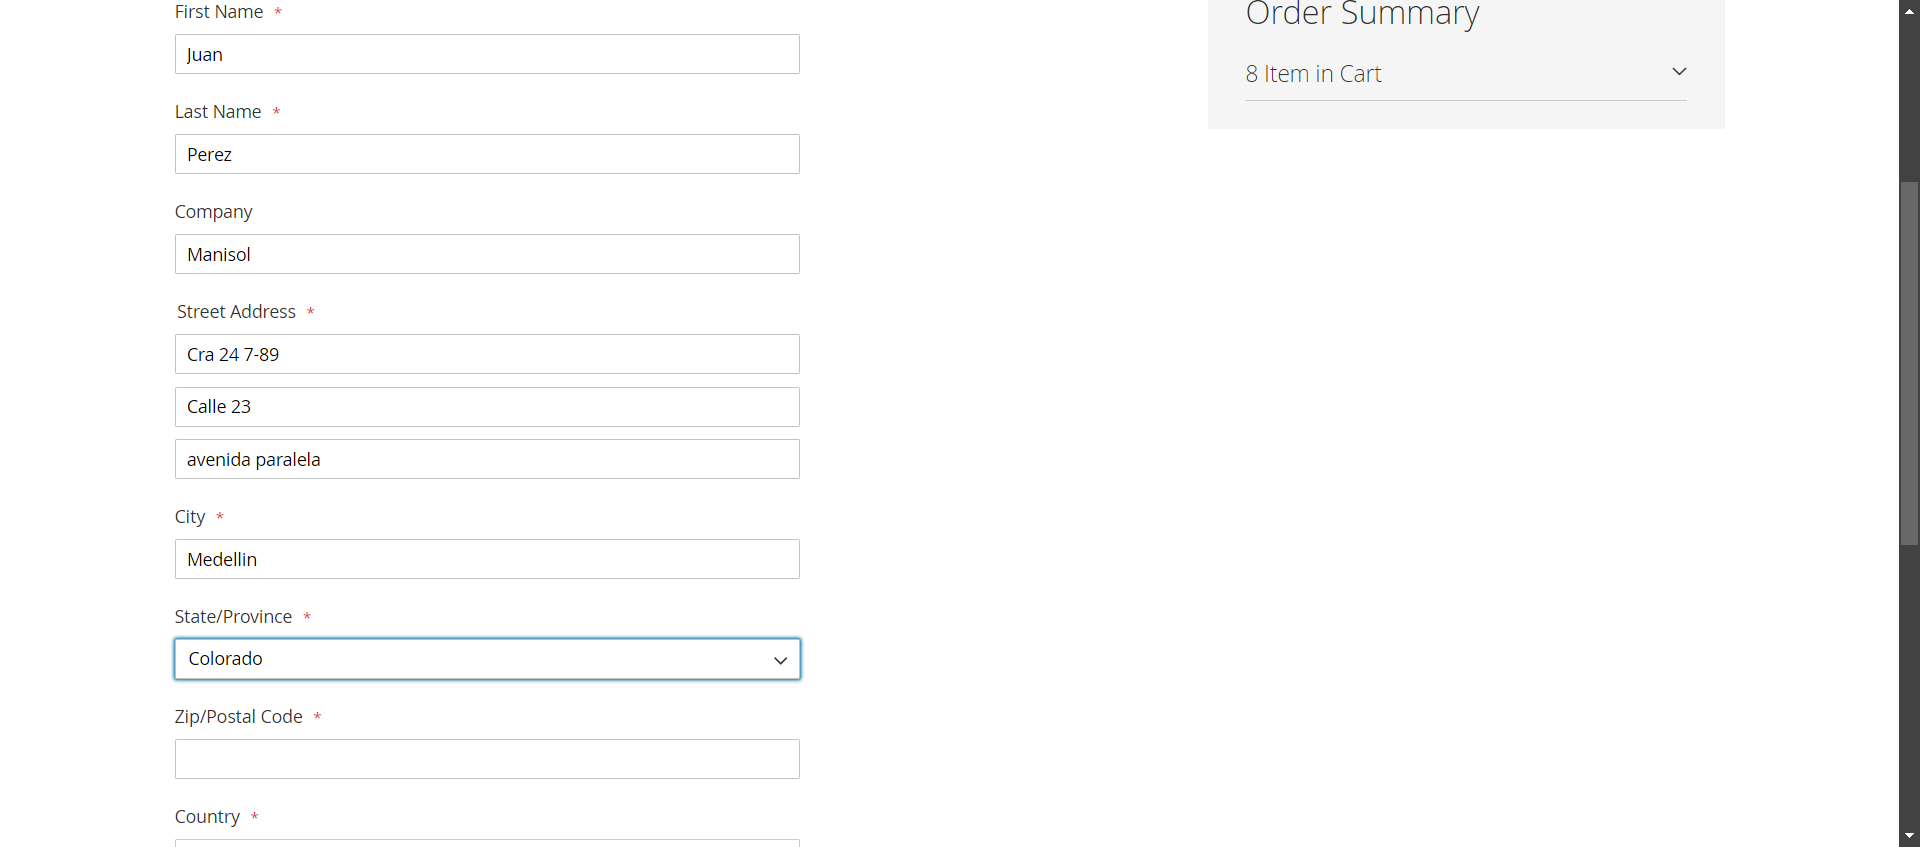 First Name *
Juan
Last Name *
Perez
Company
Manisol
Street Address *
Cra 24 7-89
Calle 23
avenida paralela
City *
Medellin
State/Province *
Colorado
Zip/Postal Code *
Country *
Order Summary
8 Item in Cart